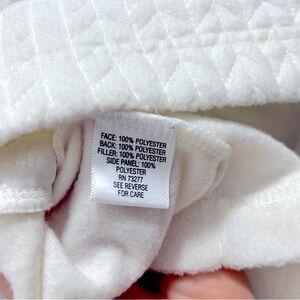 FACE: 100% POLYESTER
BACK: 100% POLYESTER
FILLER: 100% POLYESTER
SIDE PANEL: 100%
POLYESTER
RN 73277
SEE REVERSE
FOR CARE